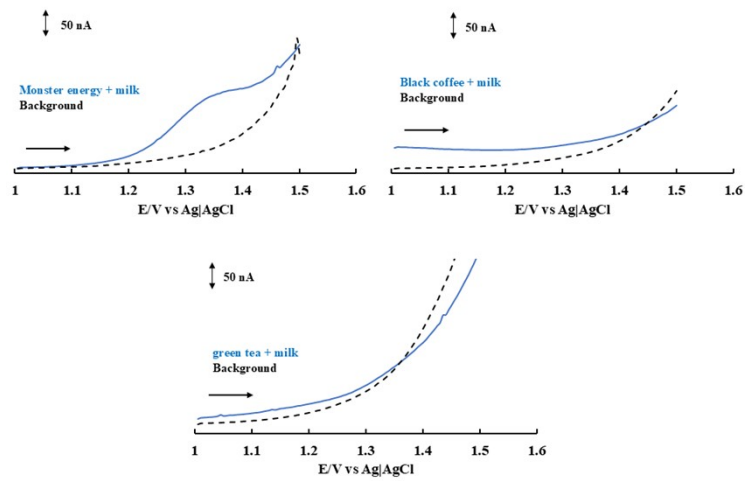 50 nA
Monster energy + milk
Background
1 1.1 1.2 1.3 1.4 1.5 1.6
E/V vs Ag|AgCl
50 nA
Black coffee + milk
Background
1 1.1 1.2 1.3 1.4 1.5 1.6
E/V vs Ag|AgCl
50 nA
green tea + milk
Background
1 1.1 1.2 1.3 1.4 1.5 1.6
E/V vs Ag|AgCl